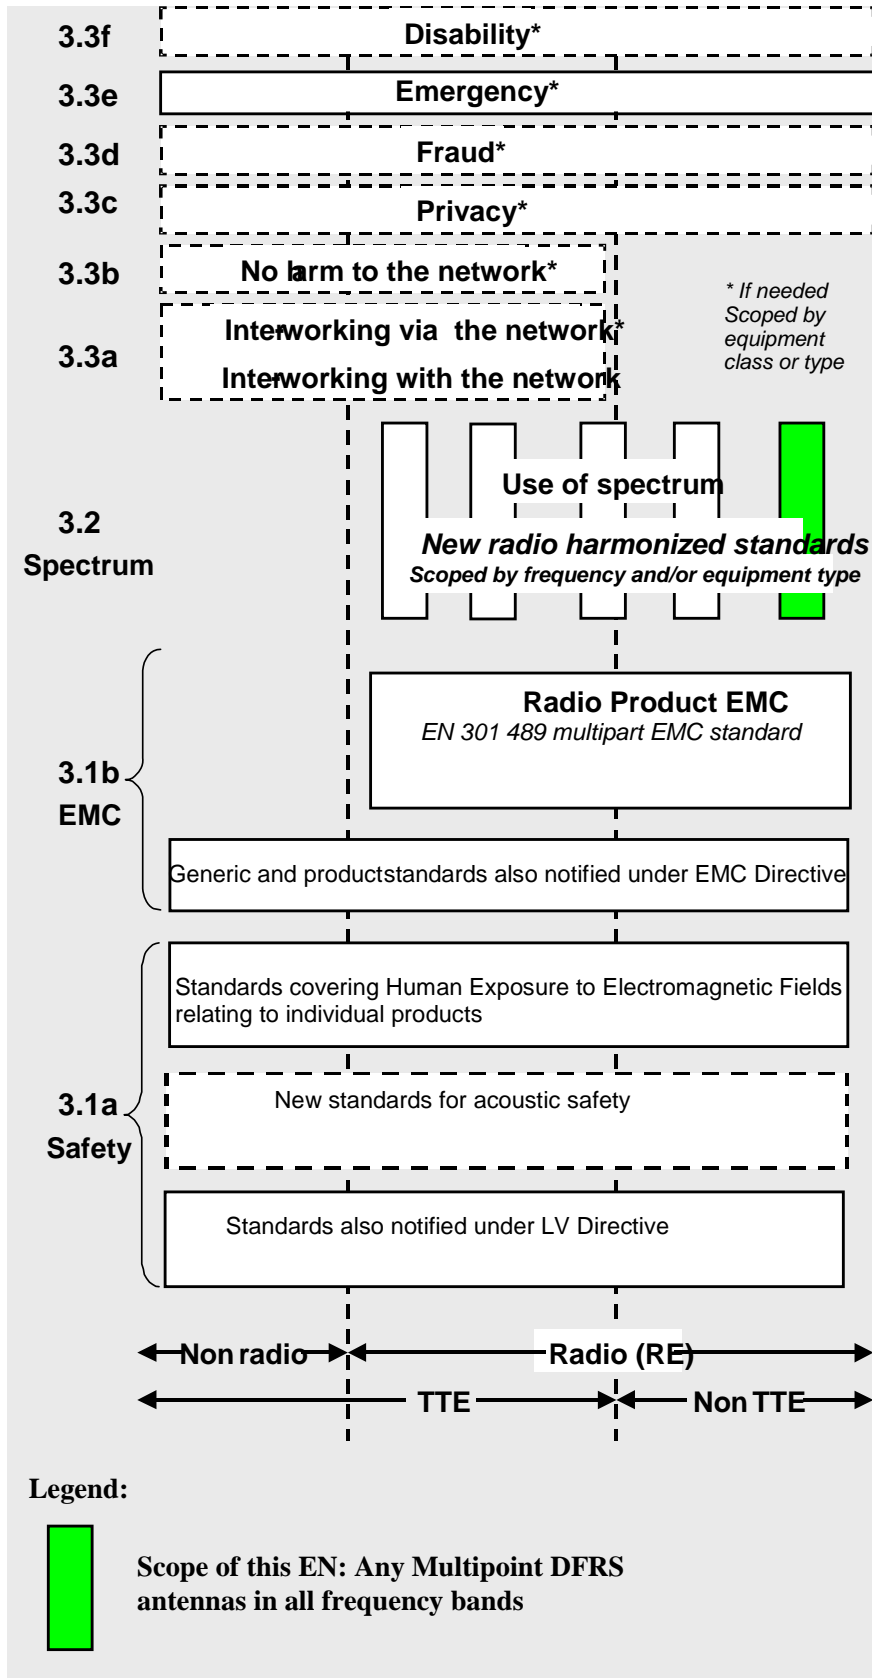 3.3f
Disability*
3.3e
Emergency*
3.3d
Fraud*
3.3c
Privacy*
3.3b
No harm to the network*
* If needed
Scoped by
equipment
class or type
3.3a
Inter-working via the network*
Inter-working with the network
3.2
Spectrum
Use of spectrum
New radio harmonized standards
Scoped by frequency and/or equipment type
3.1b
EMC
Radio Product EMC
EN 301 489 multipart EMC standard
Generic and productstandards also notified under EMC Directive
3.1a
Safety
Standards covering Human Exposure to Electromagnetic Fields
relating to individual products
New standards for acoustic safety
Standards also notified under LV Directive
Non radio
Radio (RE)
TTE
Non TTE
Legend:
Scope of this EN: Any Multipoint DFRS
antennas in all frequency bands